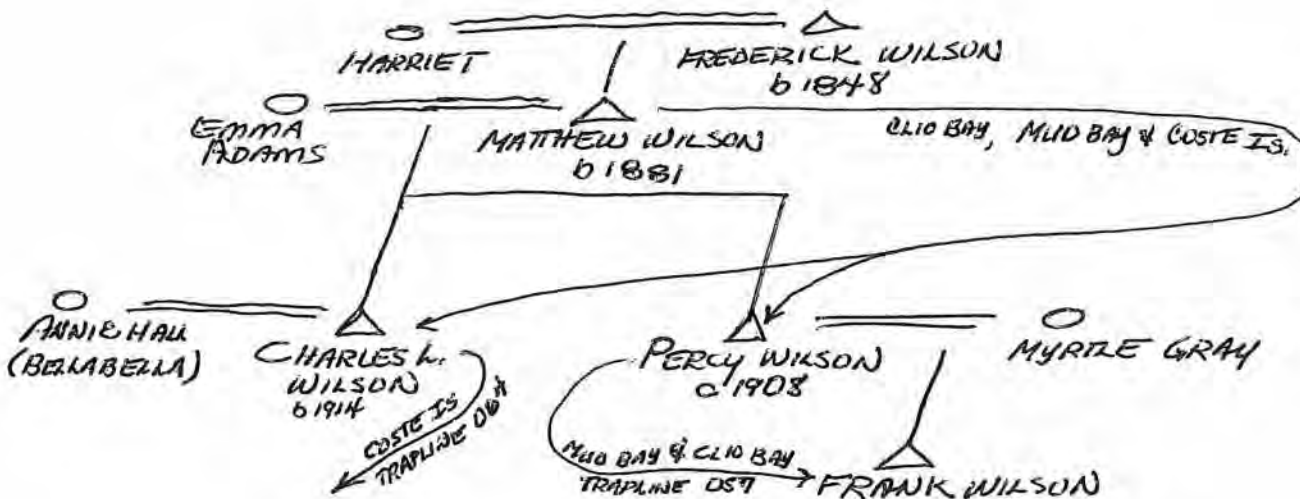 HARRIET
FREDERICK WILSON
b 1848
EMMA
ADAMS
MATTHEW WILSON
b 1881
CLIO BAY, MUD BAY & COSTE IS.
ANNIE HALL
(BELLABELLA)
CHARLES L.
WILSON
b 1914
PERCY WILSON
c 1908
MYRTLE GRAY
COSTE IS
TRAPLINE
MUD BAY & CLIO BAY
TRAPLINE 057
FRANK WILSON